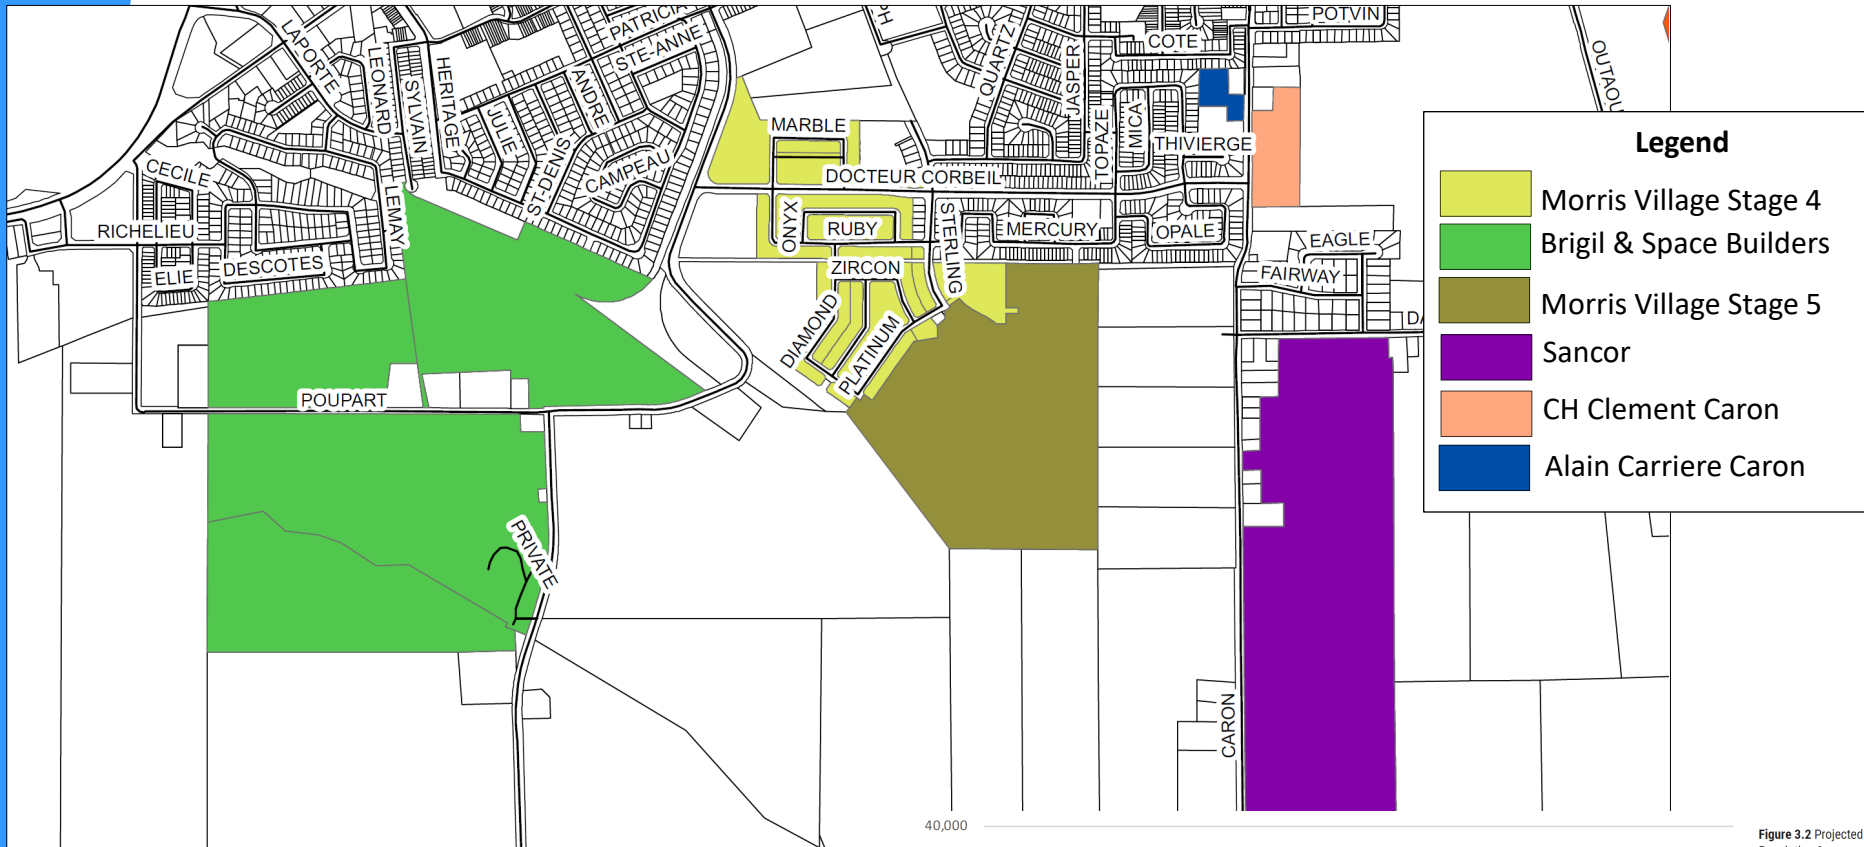 POTVIN
PATRICIA
LAPORTE
STE-ANNE
QUARTZ
COTE
LEONARD
HERITAGE
JASPER
OUTAOU
SYLVAIN
ANDRE
JULIE
TOPAZE
MICA
MARBLE
THIVIERGE
Legend
CECILE
ST-DENIS
CAMPEAU
DOCTEUR CORBEIL
Morris Village Stage 4
LEMAY
RICHELIEU
ONYX
RUBY
STERLING
MERCURY
OPALE
EAGLE
Brigil & Space Builders
ELIE
DESCOTES
ZIRCON
FAIRWAY
Morris Village Stage 5
DIAMOND
PLATINUM
DA
Sancor
POUPART
CH Clement Caron
Alain Carriere Caron
PRIVATE
CARON
40,000
Figure 3.2 Projected